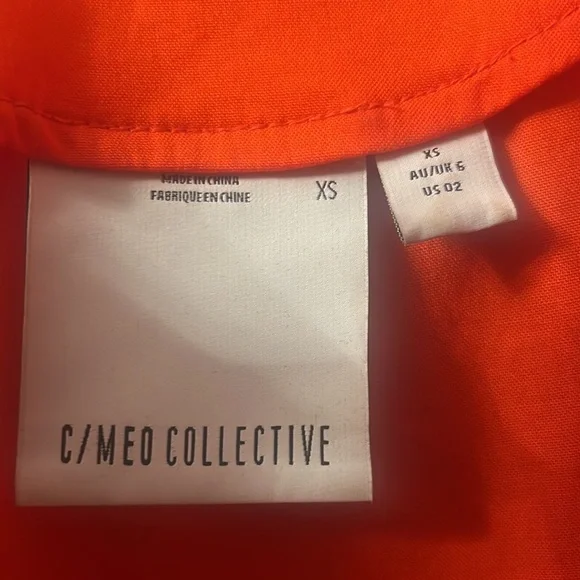 MADE IN CHINA
FABRIQUE EN CHINE
XS
C/MEO COLLECTIVE
XS
AU/UK 6
US 02